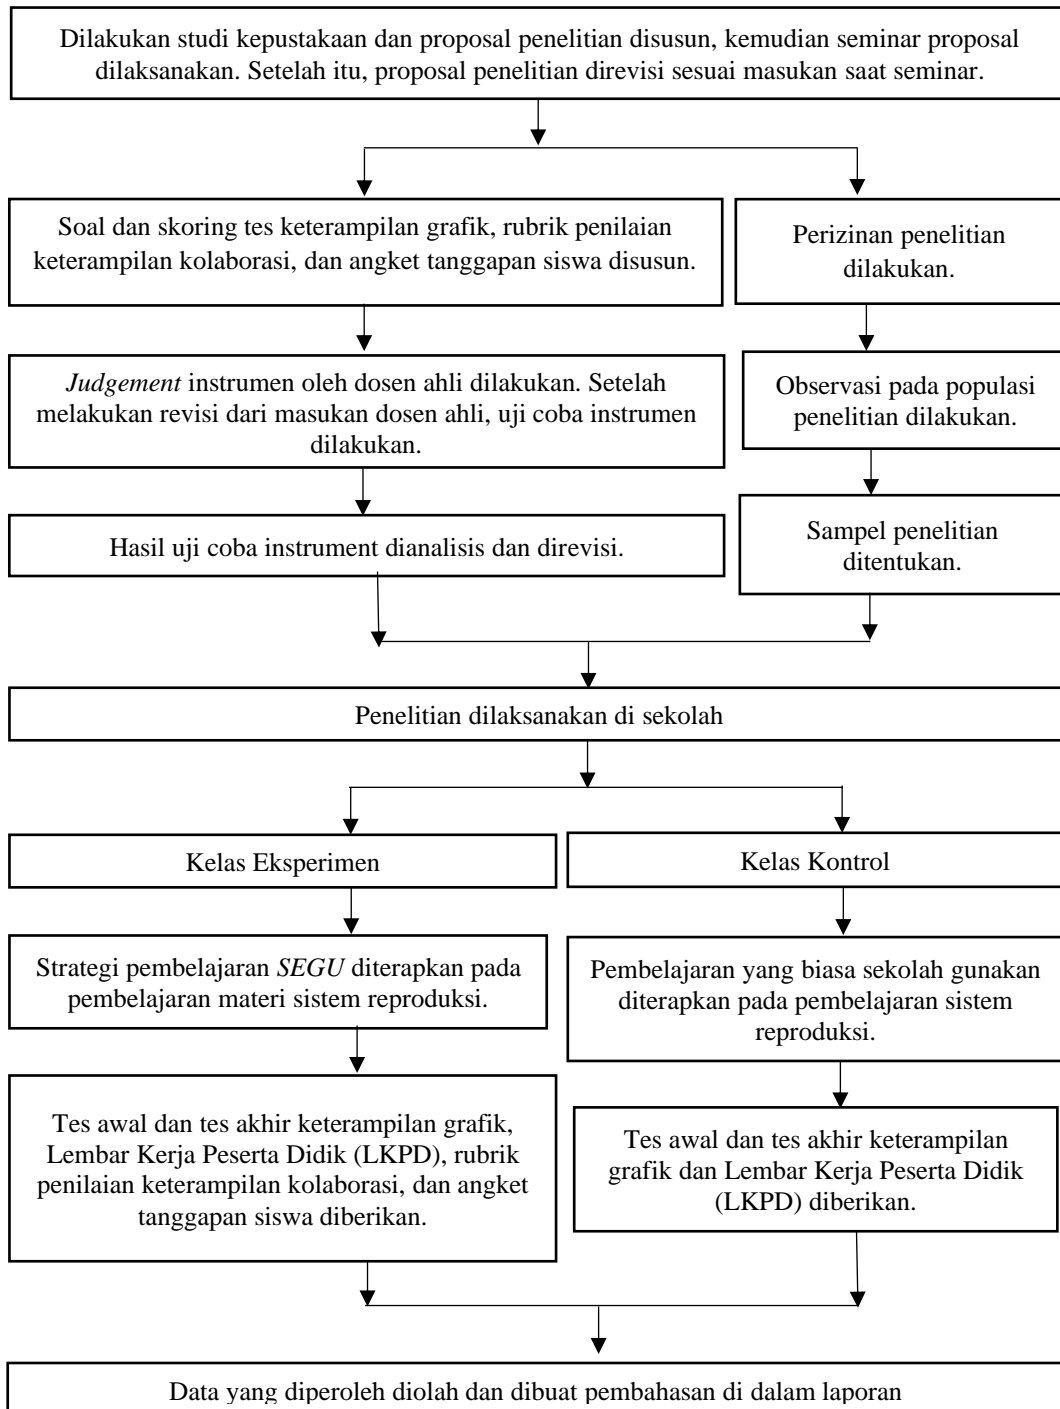 Dilakukan studi kepustakaan dan proposal penelitian disusun, kemudian seminar proposal
dilaksanakan. Setelah itu, proposal penelitian direvisi sesuai masukan saat seminar.
Soal dan skoring tes keterampilan grafik, rubrik penilaian
keterampilan kolaborasi, dan angket tanggapan siswa disusun.
Perizinan penelitian
dilakukan.
Judgement instrumen oleh dosen ahli dilakukan. Setelah
melakukan revisi dari masukan dosen ahli, uji coba instrumen
dilakukan.
Observasi pada populasi
penelitian dilakukan.
Hasil uji coba instrument dianalisis dan direvisi.
Sampel penelitian
ditentukan.
Penelitian dilaksanakan di sekolah
Kelas Eksperimen
Kelas Kontrol
Strategi pembelajaran SEGU diterapkan pada
pembelajaran materi sistem reproduksi.
Pembelajaran yang biasa sekolah gunakan
diterapkan pada pembelajaran sistem
reproduksi.
Tes awal dan tes akhir keterampilan grafik,
Lembar Kerja Peserta Didik (LKPD), rubrik
penilaian keterampilan kolaborasi, dan angket
tanggapan siswa diberikan.
Tes awal dan tes akhir keterampilan
grafik dan Lembar Kerja Peserta Didik
(LKPD) diberikan.
Data yang diperoleh diolah dan dibuat pembahasan di dalam laporan